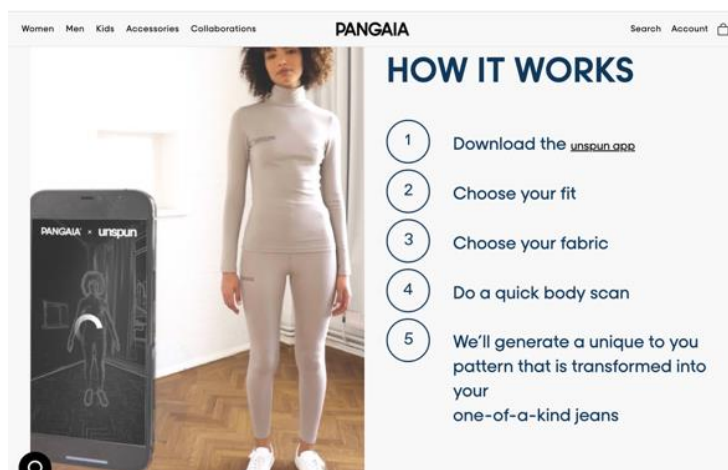 Women Men Kids Accessories Collaborations PANGAIA Search Account
HOW IT WORKS
1 Download the unspun app
2 Choose your fit
3 Choose your fabric
4 Do a quick body scan
5 We'll generate a unique to you
pattern that is transformed into
your
one-of-a-kind jeans
PANGAIA × unspun